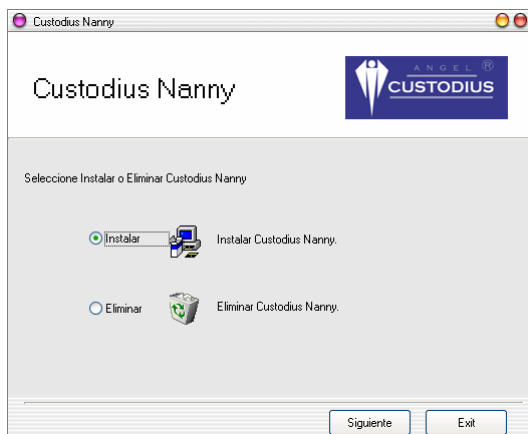 Custodius Nanny
Custodius Nanny
ANGEL ®
CUSTODIUS
Seleccione Instalar o Eliminar Custodius Nanny
Instalar
Instalar Custodius Nanny.
Eliminar
Eliminar Custodius Nanny.
Siguiente
Exit